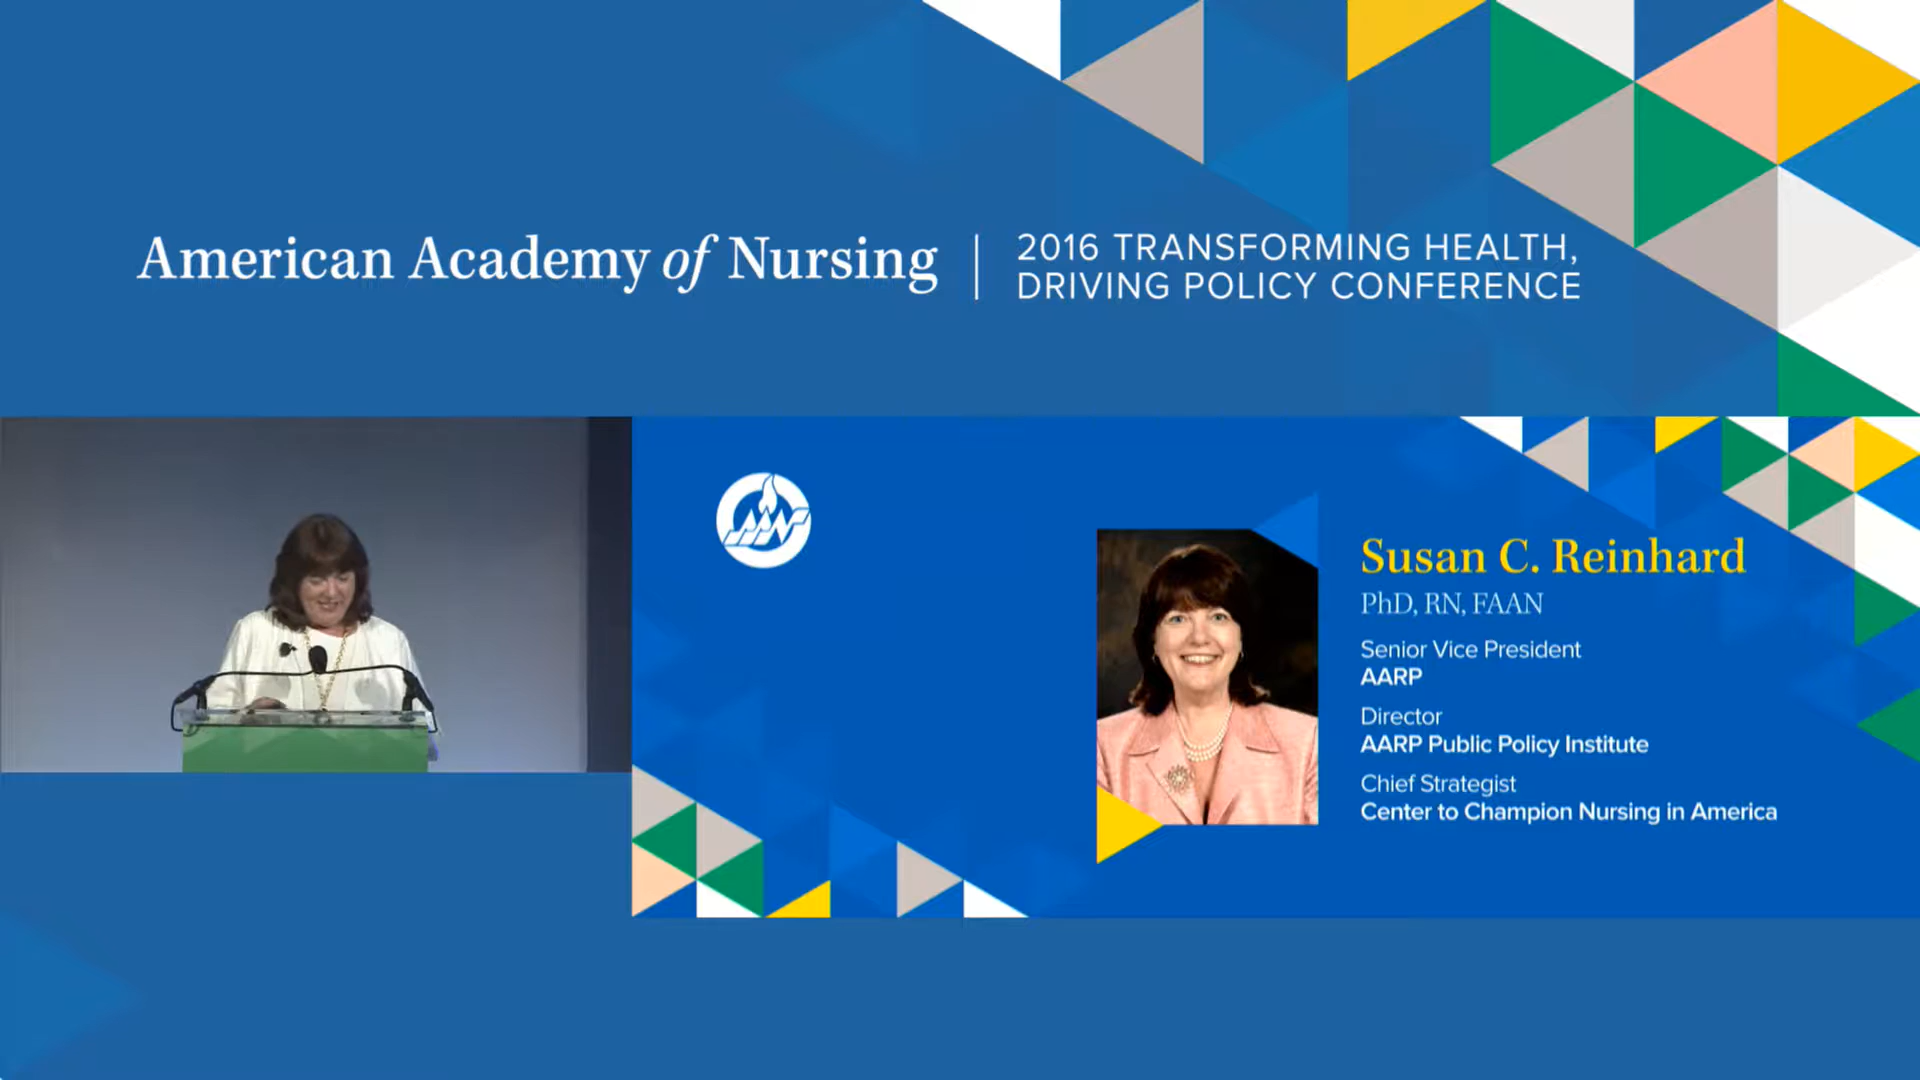 American Academy of Nursing
2016 TRANSFORMING HEALTH,
DRIVING POLICY CONFERENCE
AAN
Susan C. Reinhard
PhD, RN, FAAN
Senior Vice President
AARP
Director
AARP Public Policy Institute
Chief Strategist
Center to Champion Nursing in America